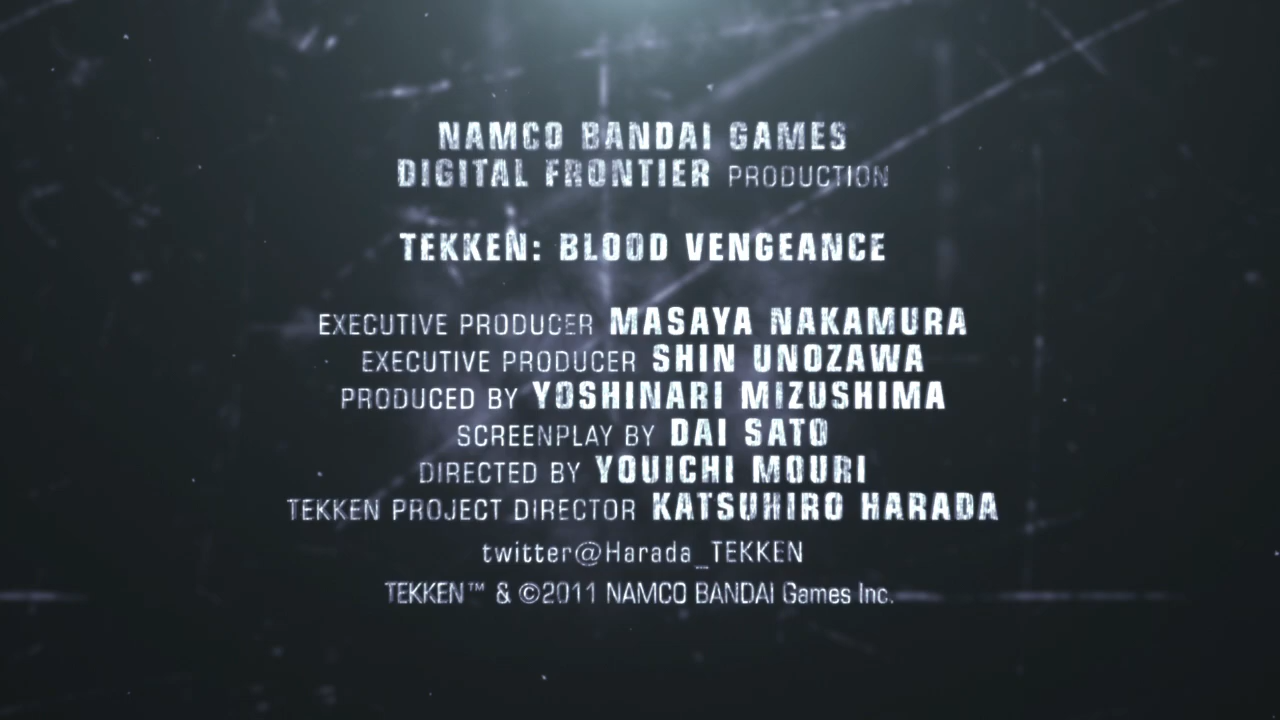 NAMCO BANDAI GAMES
DIGITAL FRONTIER PRODUCTION
TEKKEN: BLOOD VENGEANCE
EXECUTIVE PRODUCER MASAYA NAKAMURA
EXECUTIVE PRODUCER SHIN UNOZAWA
PRODUCED BY YOSHINARI MIZUSHIMA
SCREENPLAY BY DAI SATO
DIRECTED BY YOUICHI MOURI
TEKKEN PROJECT DIRECTOR KATSUHIRO HARADA
twitter@Harada_TEKKEN
TEKKEN™ & ©2011 NAMCO BANDAI Games Inc.